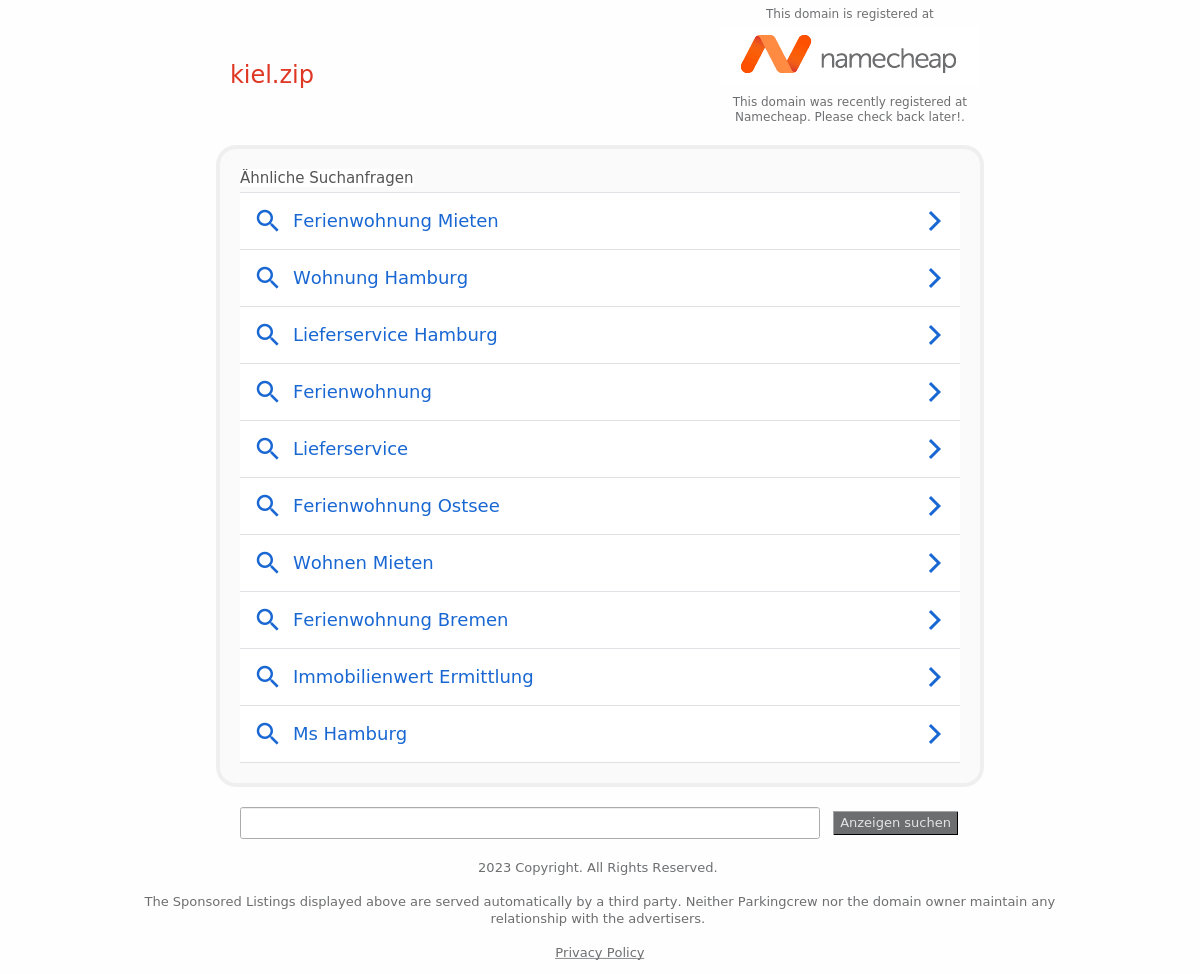 This domain is registered at
namecheap
kiel.zip
This domain was recently registered at
Namecheap. Please check back later!.
Ähnliche Suchanfragen
Ferienwohnung Mieten
Wohnung Hamburg
Lieferservice Hamburg
Ferienwohnung
Lieferservice
Ferienwohnung Ostsee
Wohnen Mieten
Ferienwohnung Bremen
Immobilienwert Ermittlung
Ms Hamburg
Anzeigen suchen
2023 Copyright. All Rights Reserved.
The Sponsored Listings displayed above are served automatically by a third party. Neither Parkingcrew nor the domain owner maintain any
relationship with the advertisers.
Privacy Policy